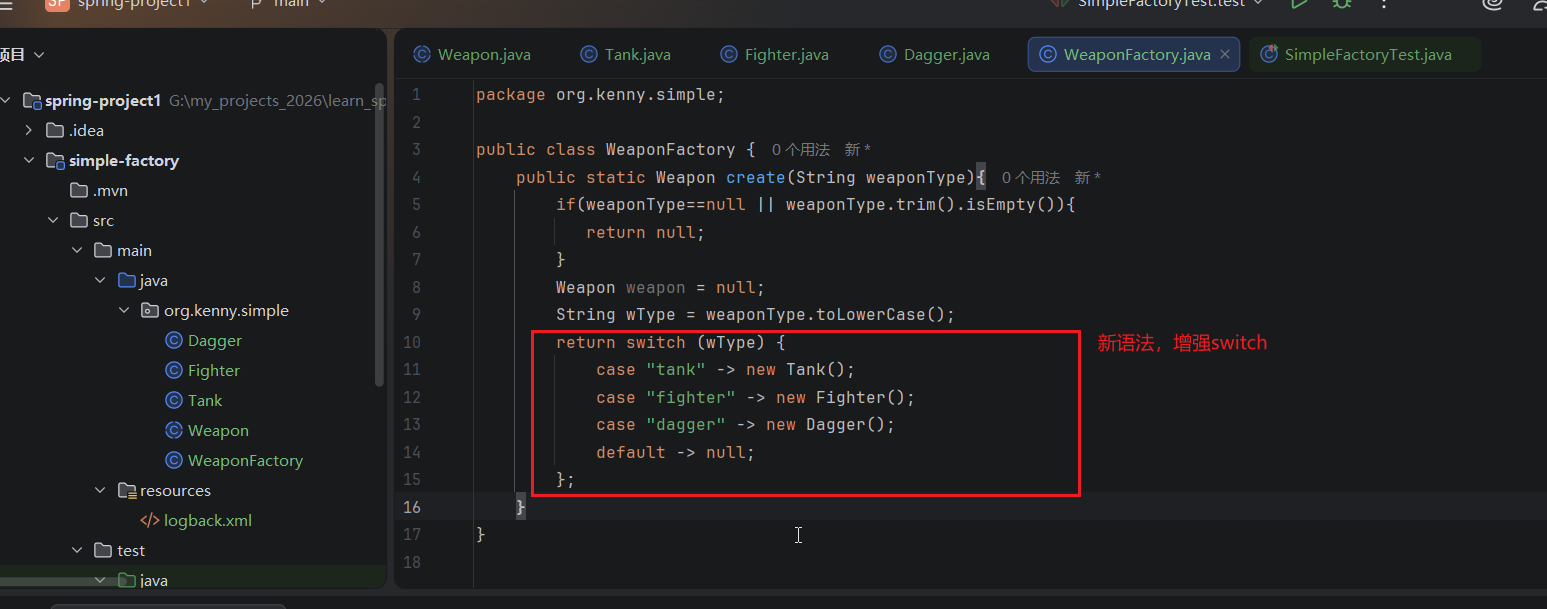 SP spring-project1
main
SimpleFactoryTest.test
项目
spring-project1 G:\my_projects_2026\learn_sp
.idea
simple-factory
.mvn
src
main
java
org.kenny.simple
Dagger
Fighter
Tank
Weapon
WeaponFactory
resources
logback.xml
test
java
Weapon.java
Tank.java
Fighter.java
Dagger.java
WeaponFactory.java
SimpleFactoryTest.java
1 package org.kenny.simple;
2
3 public class WeaponFactory { 0 个用法 新 *
4 public static Weapon create(String weaponType){ 0 个用法 新 *
5 if(weaponType==null || weaponType.trim().isEmpty()){
6 return null;
7 }
8 Weapon weapon = null;
9 String wType = weaponType.toLowerCase();
10 return switch (wType) {
11 case "tank" -> new Tank();
12 case "fighter" -> new Fighter();
13 case "dagger" -> new Dagger();
14 default -> null;
15 };
16 }
17 }
18
新语法，增强switch